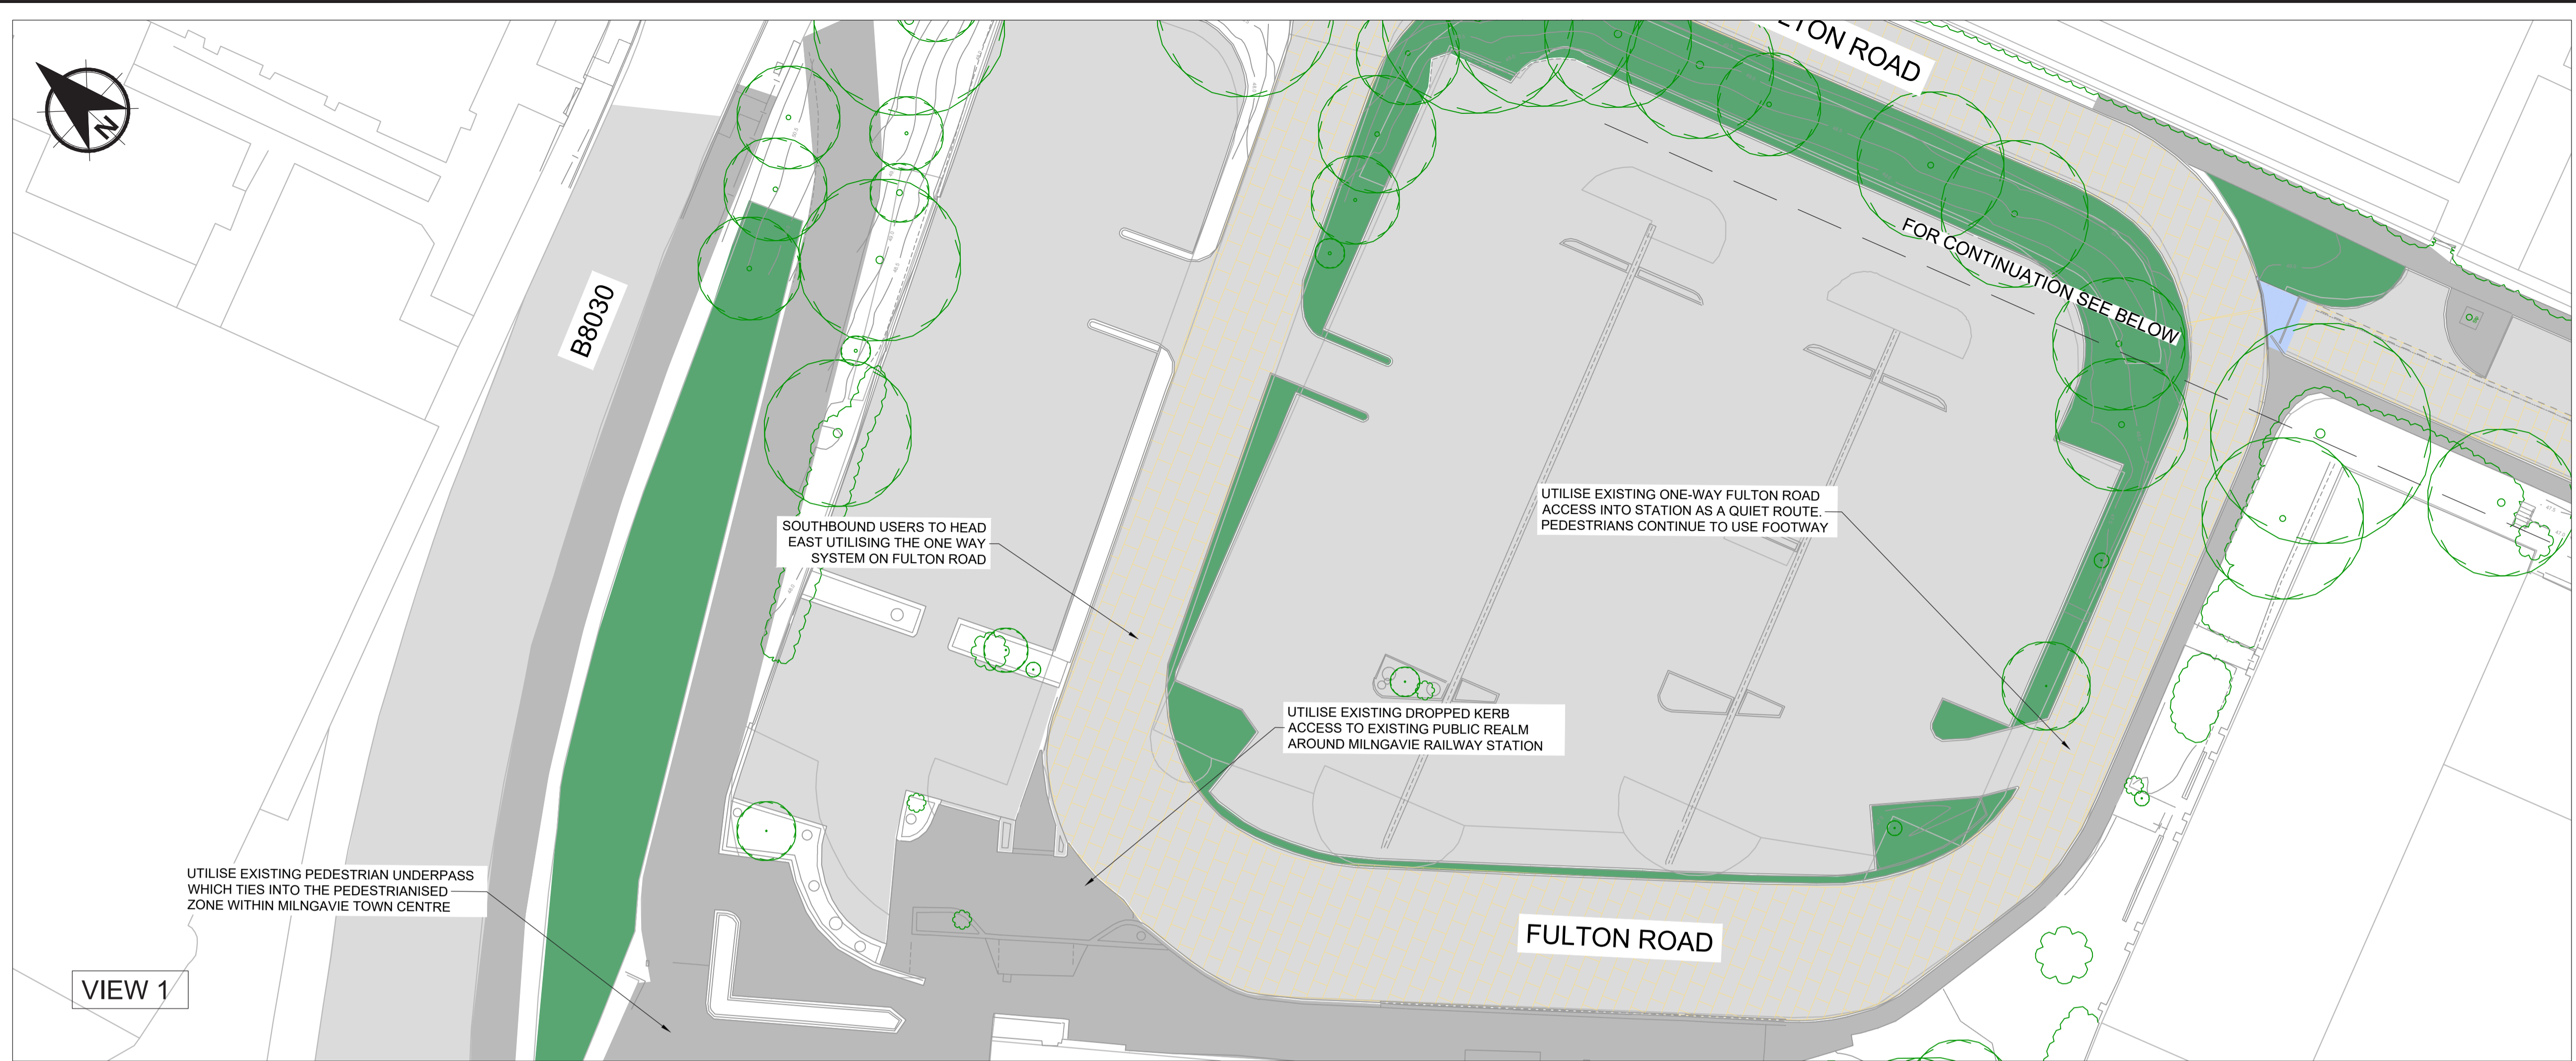 N
LTON ROAD
B8030
FOR CONTINUATION SEE BELOW
SOUTHBOUND USERS TO HEAD
EAST UTILISING THE ONE WAY
SYSTEM ON FULTON ROAD
UTILISE EXISTING ONE-WAY FULTON ROAD
ACCESS INTO STATION AS A QUIET ROUTE.
PEDESTRIANS CONTINUE TO USE FOOTWAY
UTILISE EXISTING DROPPED KERB
ACCESS TO EXISTING PUBLIC REALM
AROUND MILNGAVIE RAILWAY STATION
UTILISE EXISTING PEDESTRIAN UNDERPASS
WHICH TIES INTO THE PEDESTRIANISED
ZONE WITHIN MILNGAVIE TOWN CENTRE
FULTON ROAD
VIEW 1